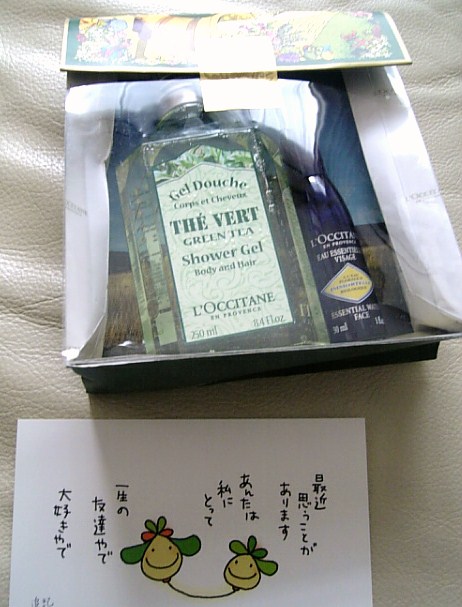 Gel Douche
Corps et Cheveux
THÉ VERT
GREEN TEA
Shower Gel
Body and Hair
L'OCCITANE
EN PROVENCE
250 ml
8.4 fl.oz
L'OCCITANE
EN PROVENCE
EAU ESSENTIELLE
VISAGE
ESSENTIAL WATER
FACE
最近
思うことが
あります
あんたは
私に
とって
一生の
友達やで
大好きやで
追記